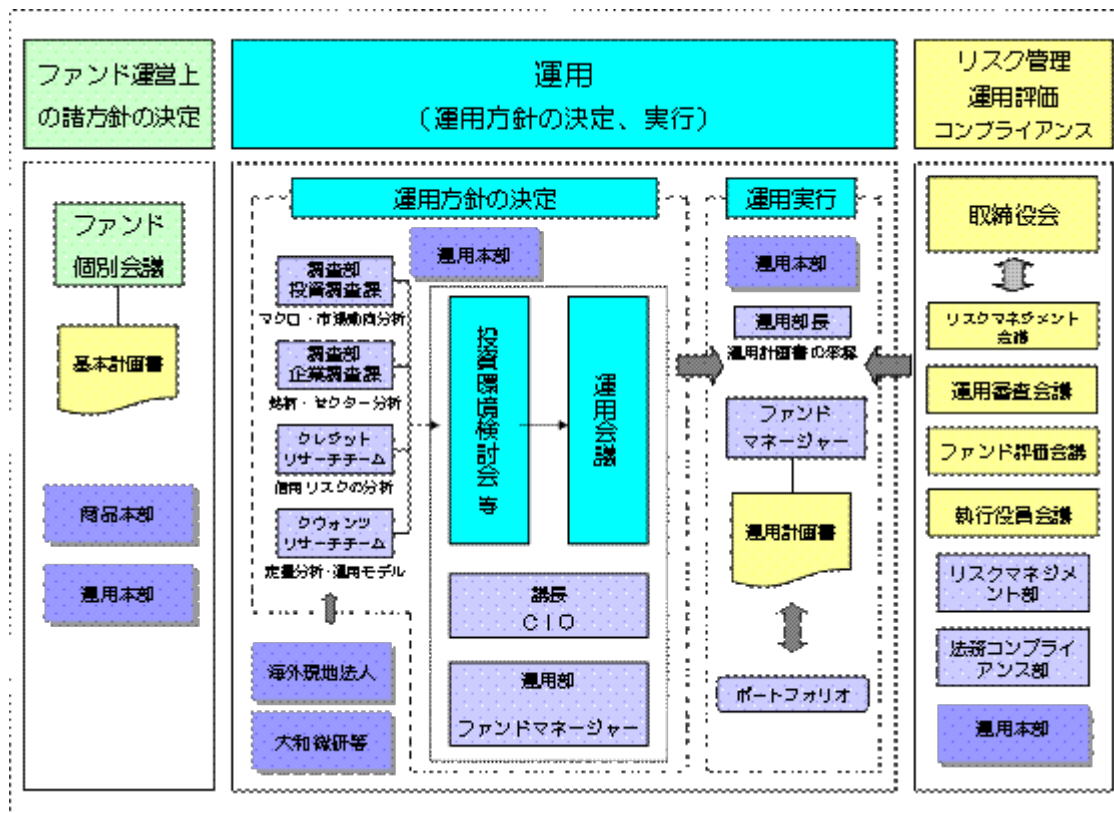 ファンド運営上
の諸方針の決定
ファンド
個別会議
基本計画書
商品本部
運用本部
運用
（運用方針の決定、実行）
運用方針の決定
運用本部
調査部
投資調査課
マクロ・市場動向分析
調査部
企業調査課
銘柄・セクター分析
クレジット
リサーチチーム
信用リスクの分析
クウォンツ
リサーチチーム
定量分析・運用モデル
海外現地法人
大和総研等
投資環境検討会等
運用会議
議長
ＣＩＯ
運用部
ファンドマネージャー
運用実行
運用本部
運用部長
運用計画書の承認
ファンド
マネージャー
運用計画書
ポートフォリオ
リスク管理
運用評価
コンプライアンス
取締役会
リスクマネジメント
会議
運用審査会議
ファンド評価会議
執行役員会議
リスクマネジメ
ント部
法務コンプライ
アンス部
運用本部